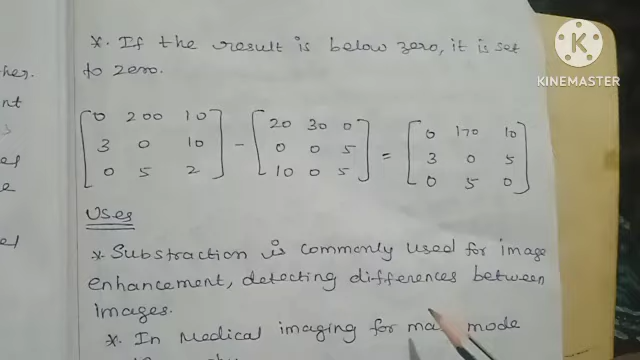 KINEMASTER
her.
*. If the result is below zero, it is set
to zero.
0 200 10
3 0 10
0 5 2
-
20 30 0
0 0 5
10 0 5
=
0 170 10
3 0 5
0 5 0
Uses
*. Substraction is commonly used for image
enhancement, detecting differences between
images.
*. In Medical imaging for mode